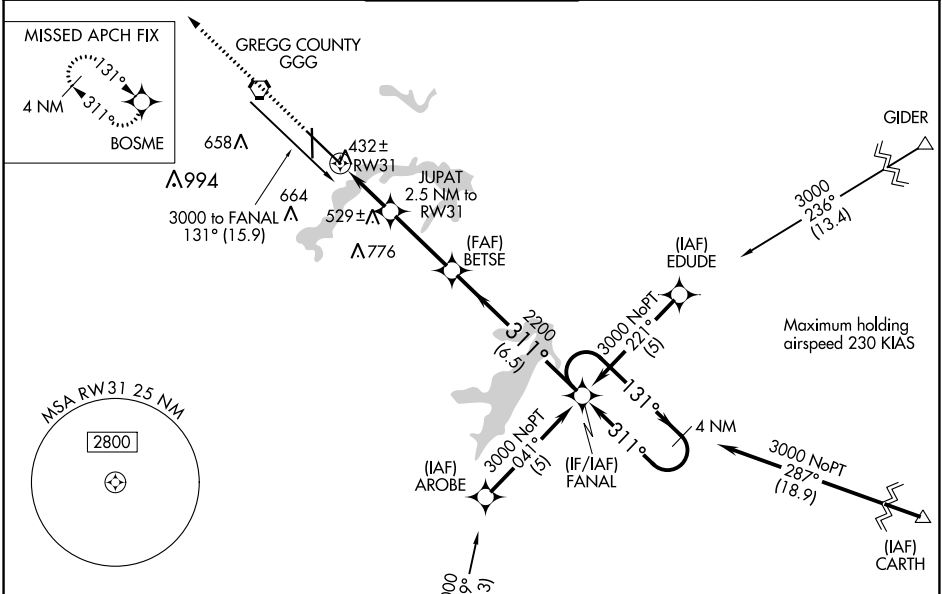 MISSED APCH FIX
131°
4 NM
311°
BOSME
GREGG COUNTY
GGG
658
994
664
3000 to FANAL
131° (15.9)
432±
RW31
JUPAT
2.5 NM to
RW31
529±
776
(FAF)
BETSE
GIDER
3000
236°
(13.4)
(IAF)
EDUDE
3000 NoPT
221°
(5)
Maximum holding
airspeed 230 KIAS
2200
311°
(6.5)
131°
4 NM
311°
(IF/IAF)
FANAL
3000 NoPT
041°
(5)
(IAF)
AROBE
3000 NoPT
287°
(18.9)
(IAF)
CARTH
MSA RW31 25 NM
2800